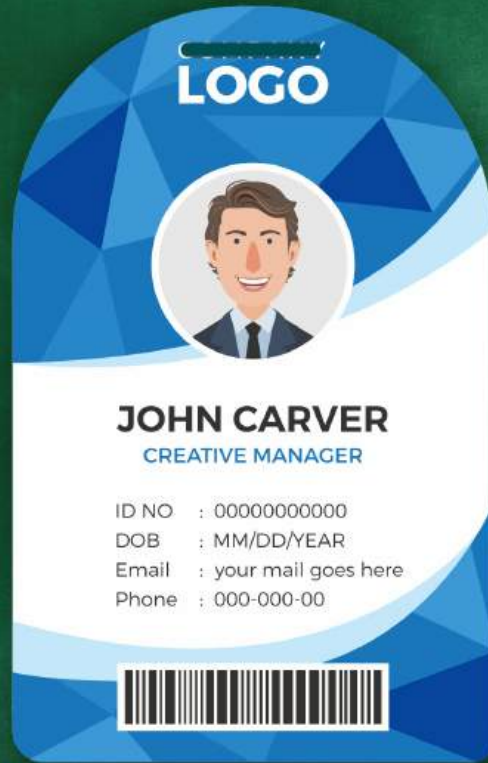 LOGO
JOHN CARVER
CREATIVE MANAGER
ID NO : 00000000000
DOB : MM/DD/YEAR
Email : your mail goes here
Phone : 000-000-00